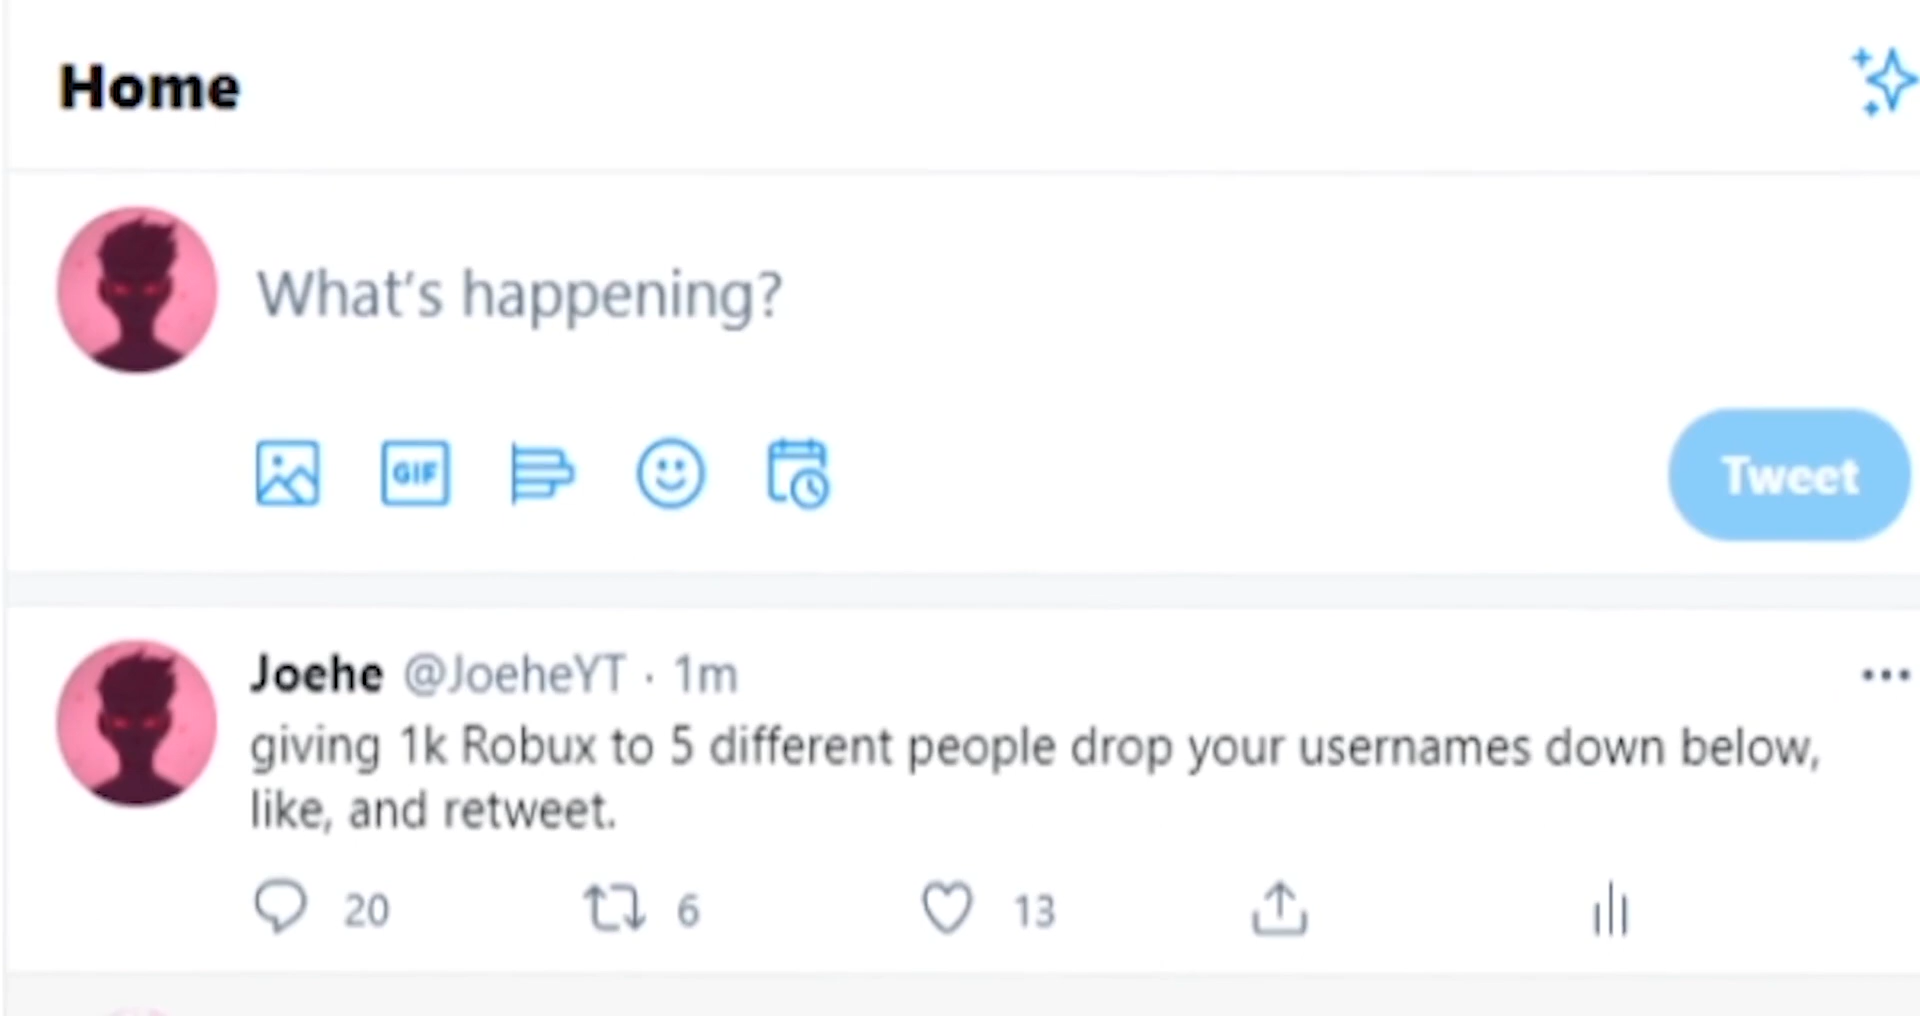 Home
What's happening?
GIF
Tweet
Joehe @JoeheYT · 1m
giving 1k Robux to 5 different people drop your usernames down below,
like, and retweet.
20 6 13